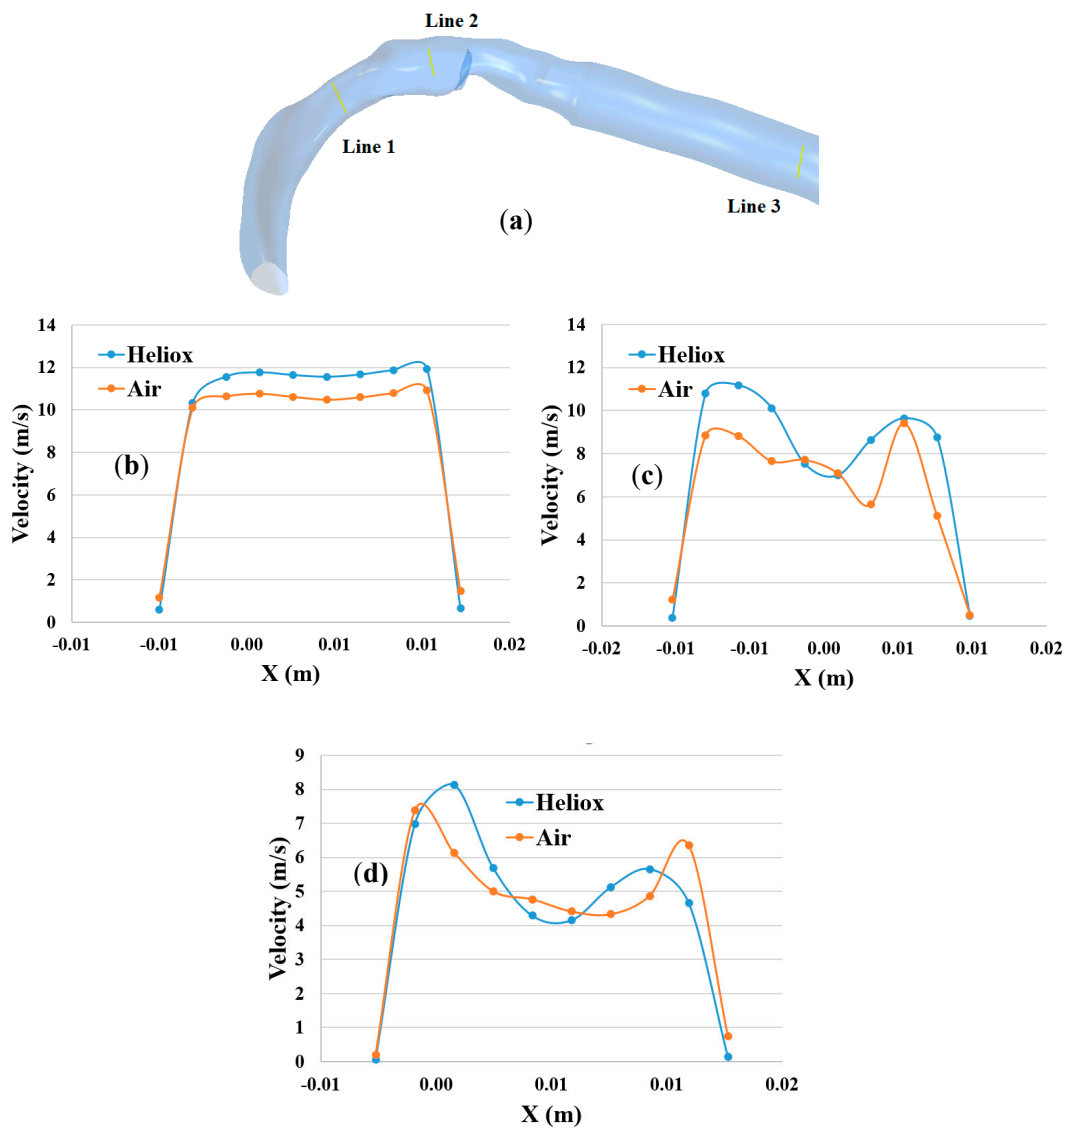 Line 2
Line 1
Line 3
(a)
14
12
10
8
6
4
2
0
Velocity (m/s)
Heliox
Air
(b)
-0.01 -0.01 0.00 0.01 0.01 0.02
X (m)
14
12
10
8
6
4
2
0
Velocity (m/s)
Heliox
Air
(c)
-0.02 -0.01 -0.01 0.00 0.01 0.01 0.02
X (m)
9
8
7
6
5
4
3
2
1
0
Velocity (m/s)
Heliox
Air
(d)
-0.01 0.00 0.01 0.01 0.02
X (m)